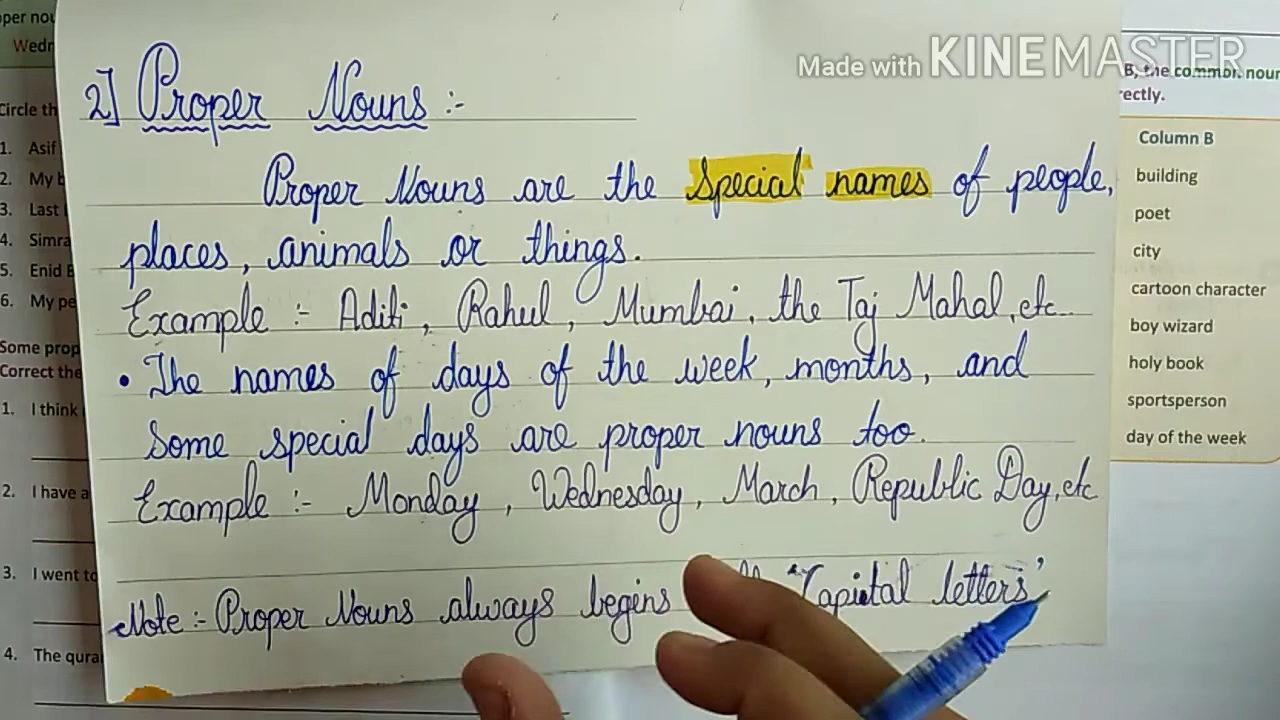 Made with KINEMASTER
2] Proper Nouns :-
Proper Nouns are the special names of people,
places, animals or things.
Example :- Aditi, Rahul, Mumbai, the Taj Mahal, etc..
• The names of days of the week, months, and
some special days are proper nouns too.
Example :- Monday, Wednesday, March, Republic Day, etc
Note :- Proper Nouns always begins "Capital letters"
Circle th
1. Asif
2. My b
3. Last
4. Simra
5. Enid B
6. My pe
Some prop
Correct the
1. I think
2. I have a
3. I went to
4. The qura
B, the common noun
rectly.
Column B
building
poet
city
cartoon character
boy wizard
holy book
sportsperson
day of the week